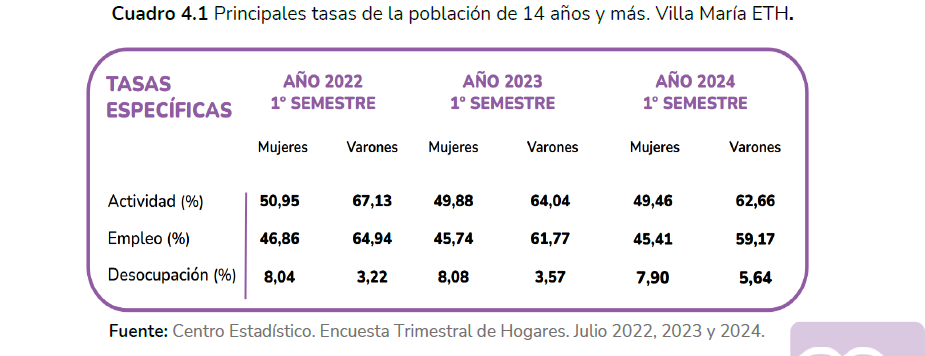 Cuadro 4.1 Principales tasas de la población de 14 años y más. Villa María ETH.
TASAS ESPECÍFICAS
AÑO 2022 1º SEMESTRE
AÑO 2023 1º SEMESTRE
AÑO 2024 1º SEMESTRE
Mujeres Varones Mujeres Varones Mujeres Varones
Actividad (%) 50,95 67,13 49,88 64,04 49,46 62,66
Empleo (%) 46,86 64,94 45,74 61,77 45,41 59,17
Desocupación (%) 8,04 3,22 8,08 3,57 7,90 5,64
Fuente: Centro Estadístico. Encuesta Trimestral de Hogares. Julio 2022, 2023 y 2024.